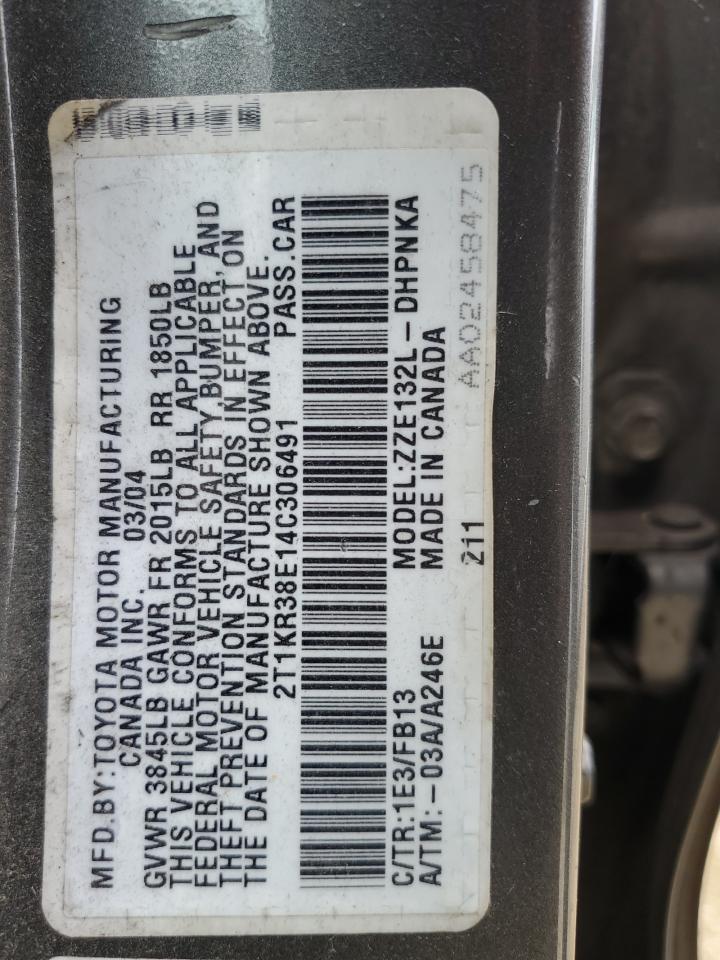 MFD.BY:TOYOTA MOTOR MANUFACTURING
CANADA INC. 03/04
GVWR 3845LB GAWR FR 2015LB RR 1850LB
THIS VEHICLE CONFORMS TO ALL APPLICABLE
FEDERAL MOTOR VEHICLE SAFETY, BUMPER, AND
THEFT PREVENTION STANDARDS IN EFFECT ON
THE DATE OF MANUFACTURE SHOWN ABOVE.
2T1KR38E14C306491 PASS.CAR
C/TR:1E3/FB13 MODEL:ZZE132L-DHPNKA
A/TM:-03A/A246E MADE IN CANADA
211 AA02458475